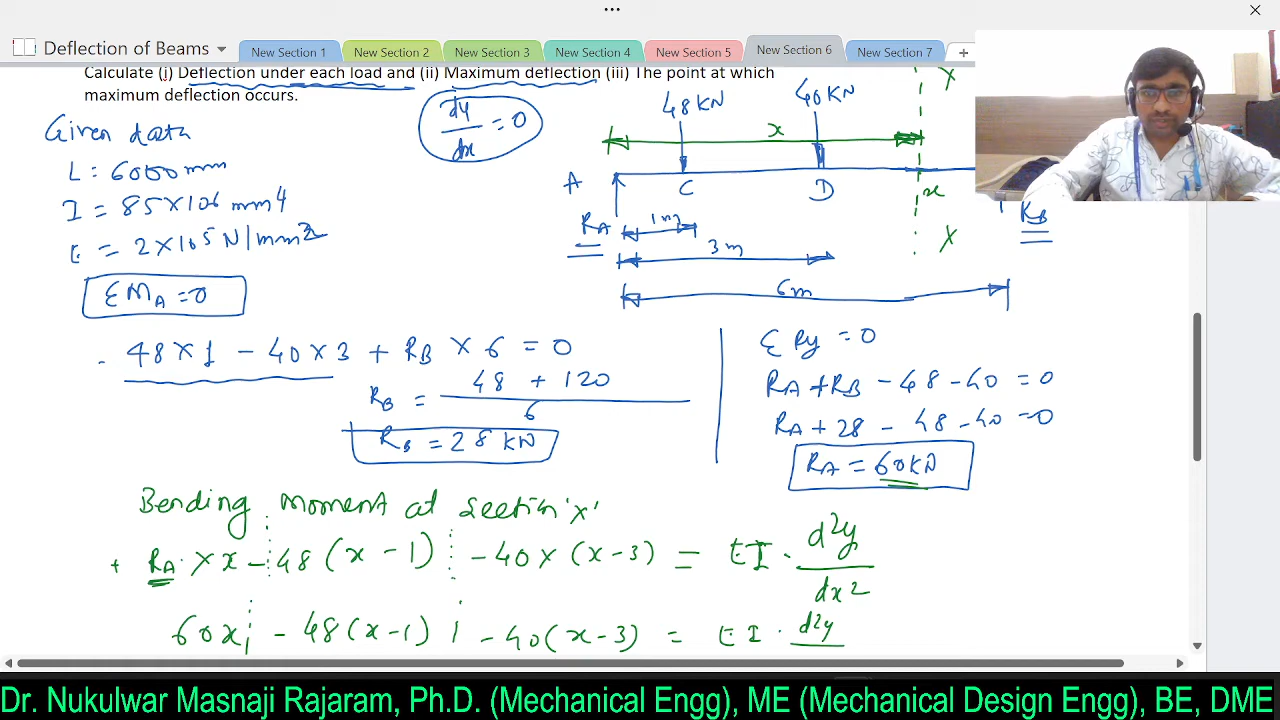 Deflection of Beams
New Section 1 New Section 2 New Section 3 New Section 4 New Section 5 New Section 6 New Section 7 +
Calculate (j) Deflection under each load and (ii) Maximum deflection (iii) The point at which
maximum deflection occurs.
Given data
L = 6000 mm
I = 85 × 106 mm4
E = 2 × 10 5 N/mm2
dy/dx = 0
48 KN 40 KN
x
X
A C D
x
RA RB
1 m
3 m
6 m
X
ΣMA = 0
- 48 × 1 - 40 × 3 + RB × 6 = 0
RB = 48 + 120 / 6
RB = 28 KN
Σ Ry = 0
RA + RB - 48 - 40 = 0
RA + 28 - 48 - 40 = 0
RA = 60 KN
Bending moment at section 'x'
+ RA × x - 48 (x - 1) - 40 × (x - 3) = EI . d2y/dx2
60x - 48 (x - 1) - 40 (x - 3) = EI . d2y
Dr. Nukulwar Masnaji Rajaram, Ph.D. (Mechanical Engg), ME (Mechanical Design Engg), BE, DME